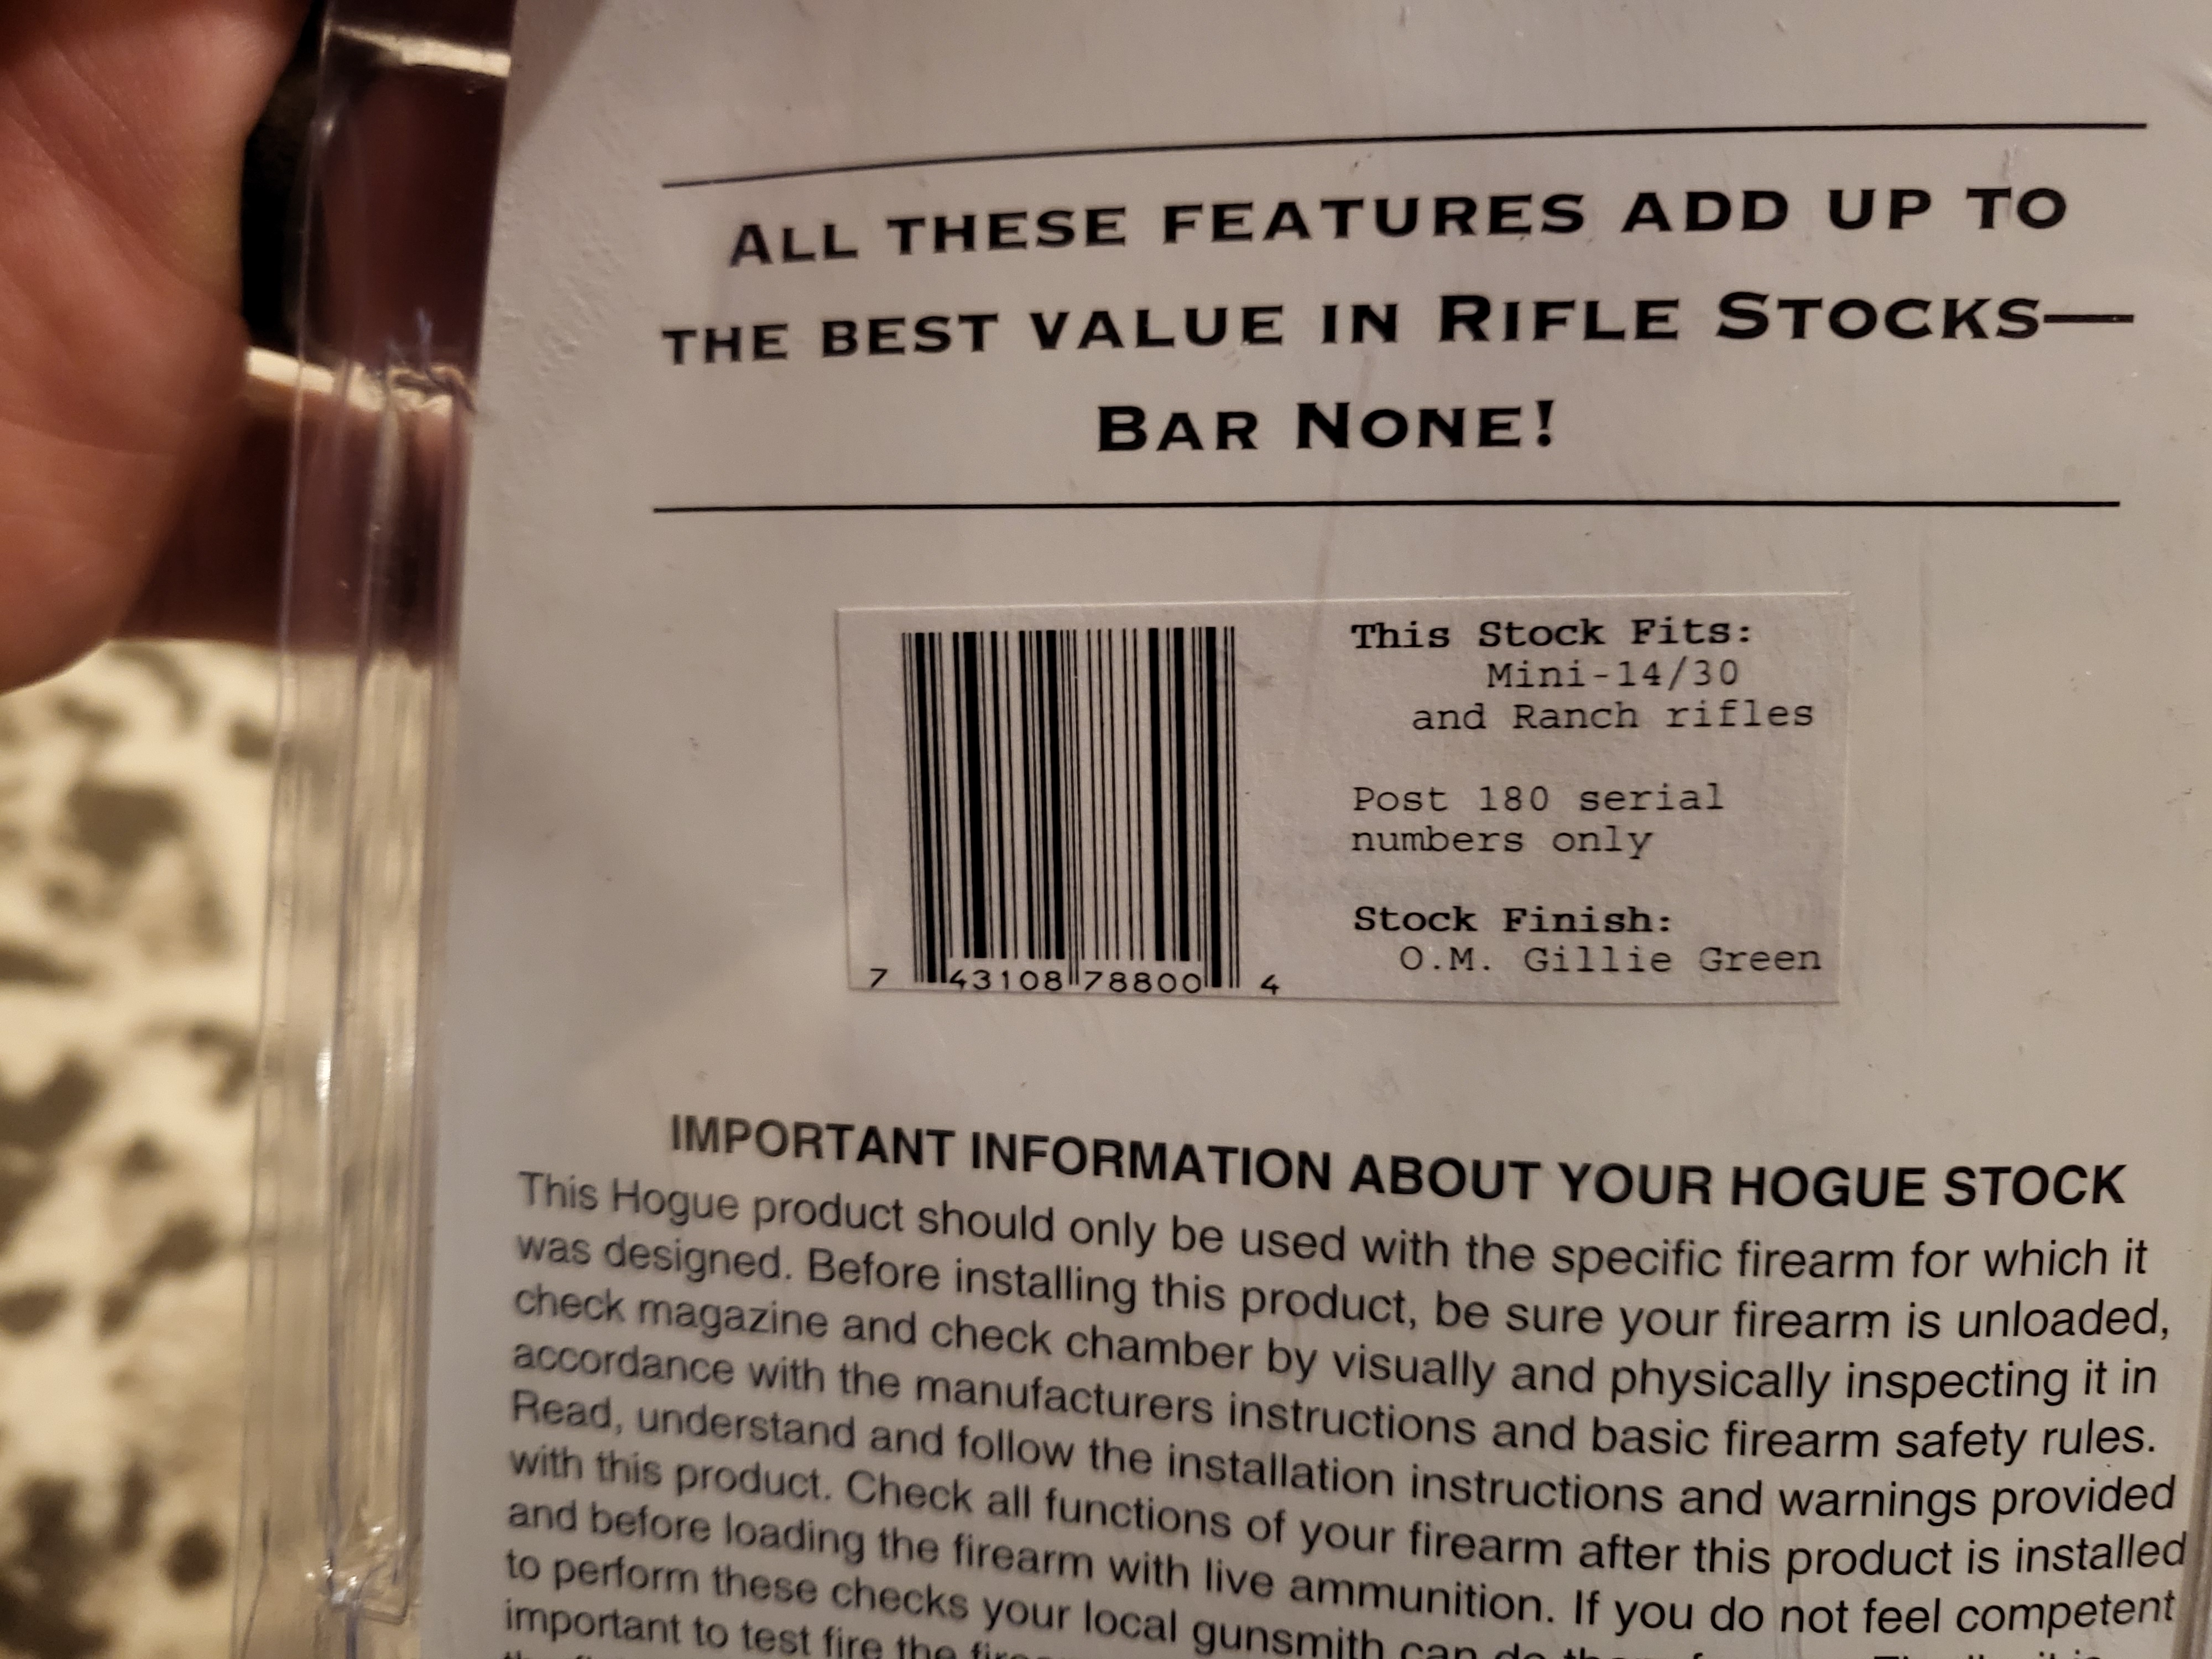 ALL THESE FEATURES ADD UP TO
THE BEST VALUE IN RIFLE STOCKS—
BAR NONE!
This Stock Fits:
Mini-14/30
and Ranch rifles
Post 180 serial
numbers only
Stock Finish:
O.M. Gillie Green
7 43108 78800 4
IMPORTANT INFORMATION ABOUT YOUR HOGUE STOCK
This Hogue product should only be used with the specific firearm for which it
was designed. Before installing this product, be sure your firearm is unloaded,
check magazine and check chamber by visually and physically inspecting it in
accordance with the manufacturers instructions and basic firearm safety rules.
Read, understand and follow the installation instructions and warnings provided
with this product. Check all functions of your firearm after this product is installed
and before loading the firearm with live ammunition. If you do not feel competent
to perform these checks your local gunsmith can do
important to test fire the